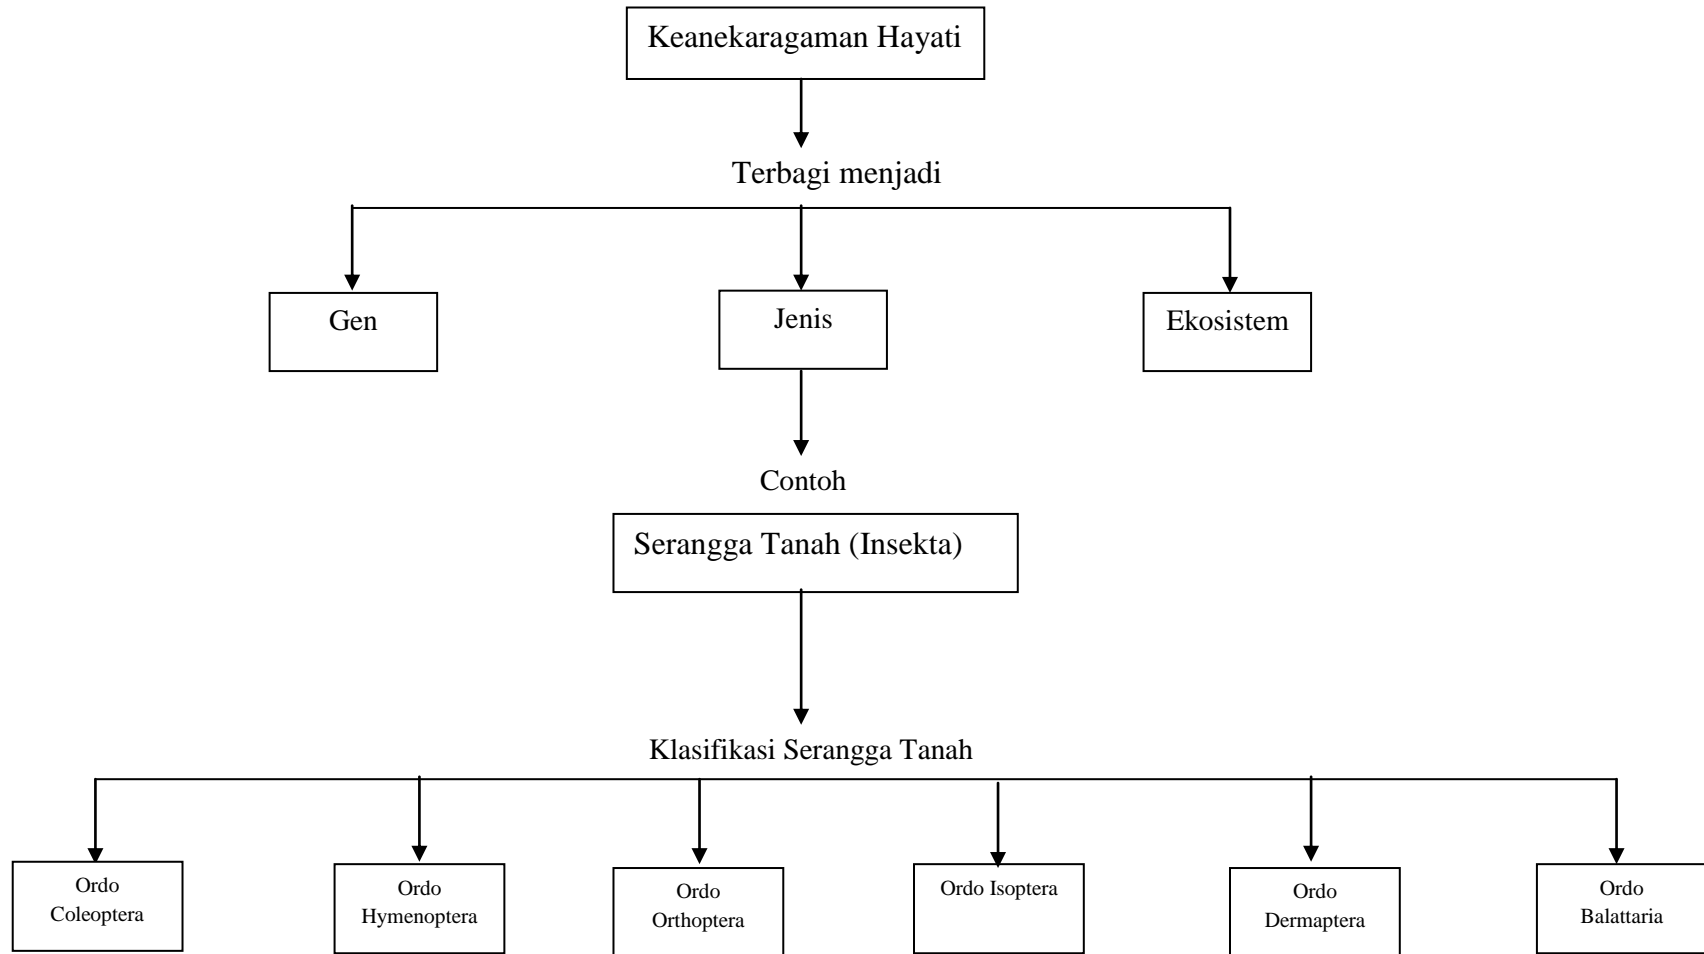 Keanekaragaman Hayati
Terbagi menjadi
Gen
Jenis
Ekosistem
Contoh
Serangga Tanah (Insekta)
Klasifikasi Serangga Tanah
Ordo
Coleoptera
Ordo
Hymenoptera
Ordo
Orthoptera
Ordo Isoptera
Ordo
Dermaptera
Ordo
Balattaria